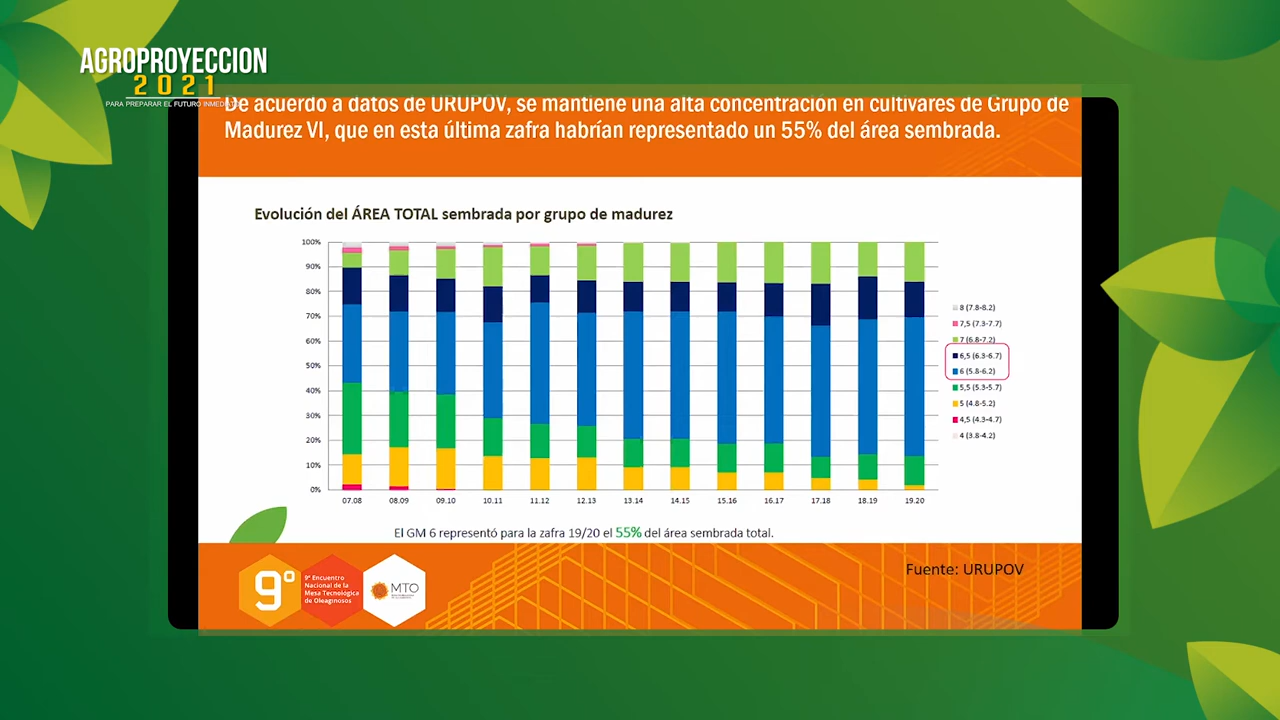 AGROPROYECCION
2021
PARA PREPARAR EL FUTURO INMEDIATO
De acuerdo a datos de URUPOV, se mantiene una alta concentración en cultivares de Grupo de
Madurez VI, que en esta última zafra habrían representado un 55% del área sembrada.
Evolución del ÁREA TOTAL sembrada por grupo de madurez
100%
90%
80%
70%
60%
50%
40%
30%
20%
10%
0%
07.08 08.09 09.10 10.11 11.12 12.13 13.14 14.15 15.16 16.17 17.18 18.19 19.20
8 (7.8-8.2)
7,5 (7.3-7.7)
7 (6.8-7.2)
6,5 (6.3-6.7)
6 (5.8-6.2)
5,5 (5.3-5.7)
5 (4.8-5.2)
4,5 (4.3-4.7)
4 (3.8-4.2)
El GM 6 representó para la zafra 19/20 el 55% del área sembrada total.
Fuente: URUPOV
9º
9º Encuentro
Nacional de la
Mesa Tecnológica
de Oleaginosos
MTO